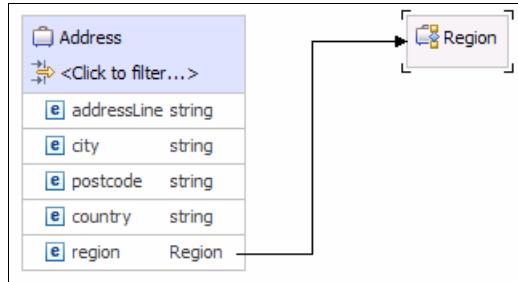 Address
Region
<Click to filter...>
e addressLine string
e city string
e postcode string
e country string
e region Region